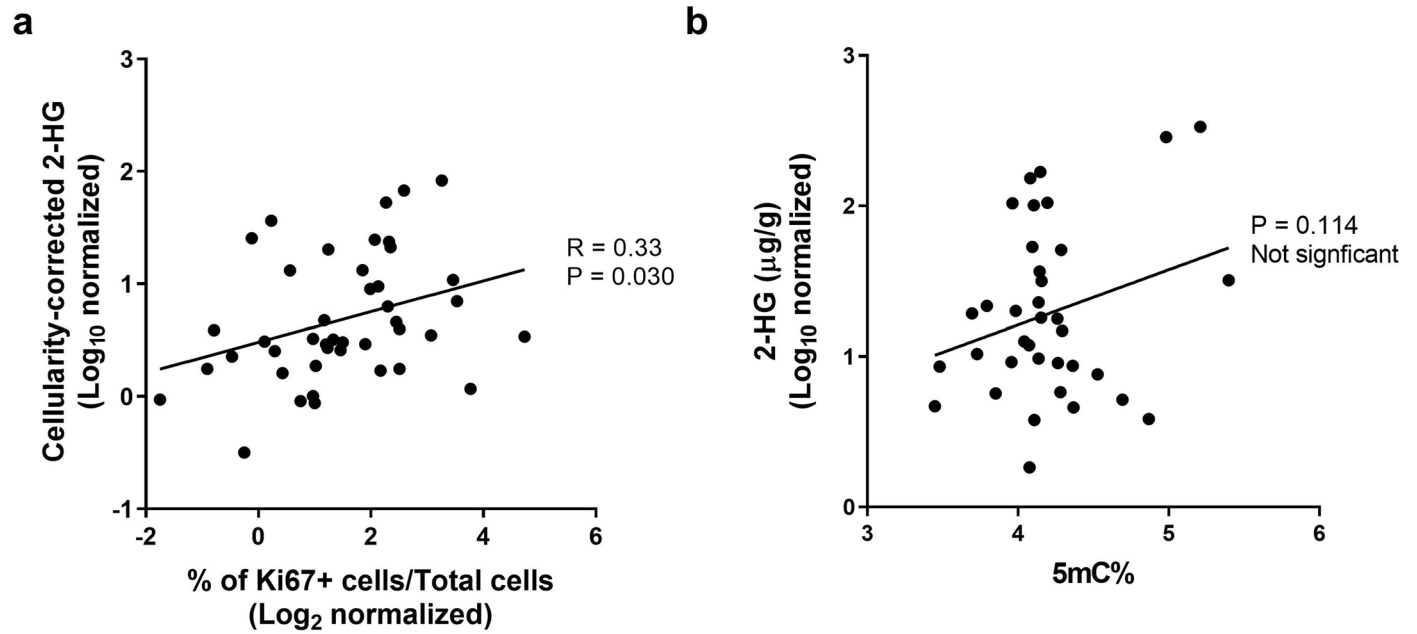 a
Cellularity-corrected 2-HG
(Log10 normalized)
3
2
1
0
-1
-2
0
2
4
6
R = 0.33
P = 0.030
% of Ki67+ cells/Total cells
(Log2 normalized)
b
2-HG (µg/g)
(Log10 normalized)
3
2
1
0
3
4
5
6
P = 0.114
Not signficant
5mC%